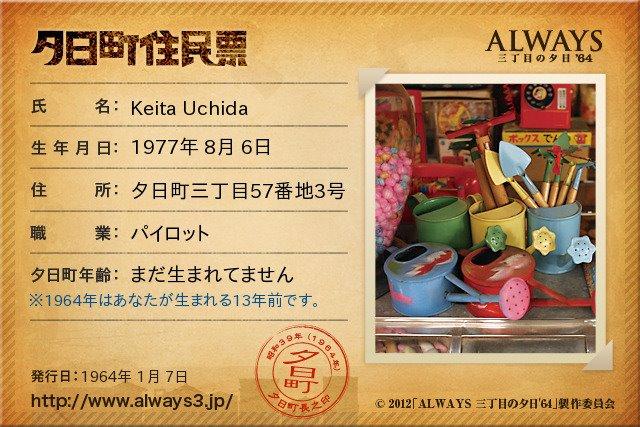 夕日町住民票
ALWAYS
三丁目の夕日'64
氏名: Keita Uchida
生年月日: 1977年 8月 6日
住所: 夕日町三丁目57番地3号
職業: パイロット
夕日町年齢: まだ生まれてません
※1964年はあなたが生まれる13年前です。
ボックス でん
昭和39年(1964年)
夕日町
夕日町長之印
発行日:1964年 1月 7日
http://www.always3.jp/
© 2012「ALWAYS 三丁目の夕日'64」製作委員会